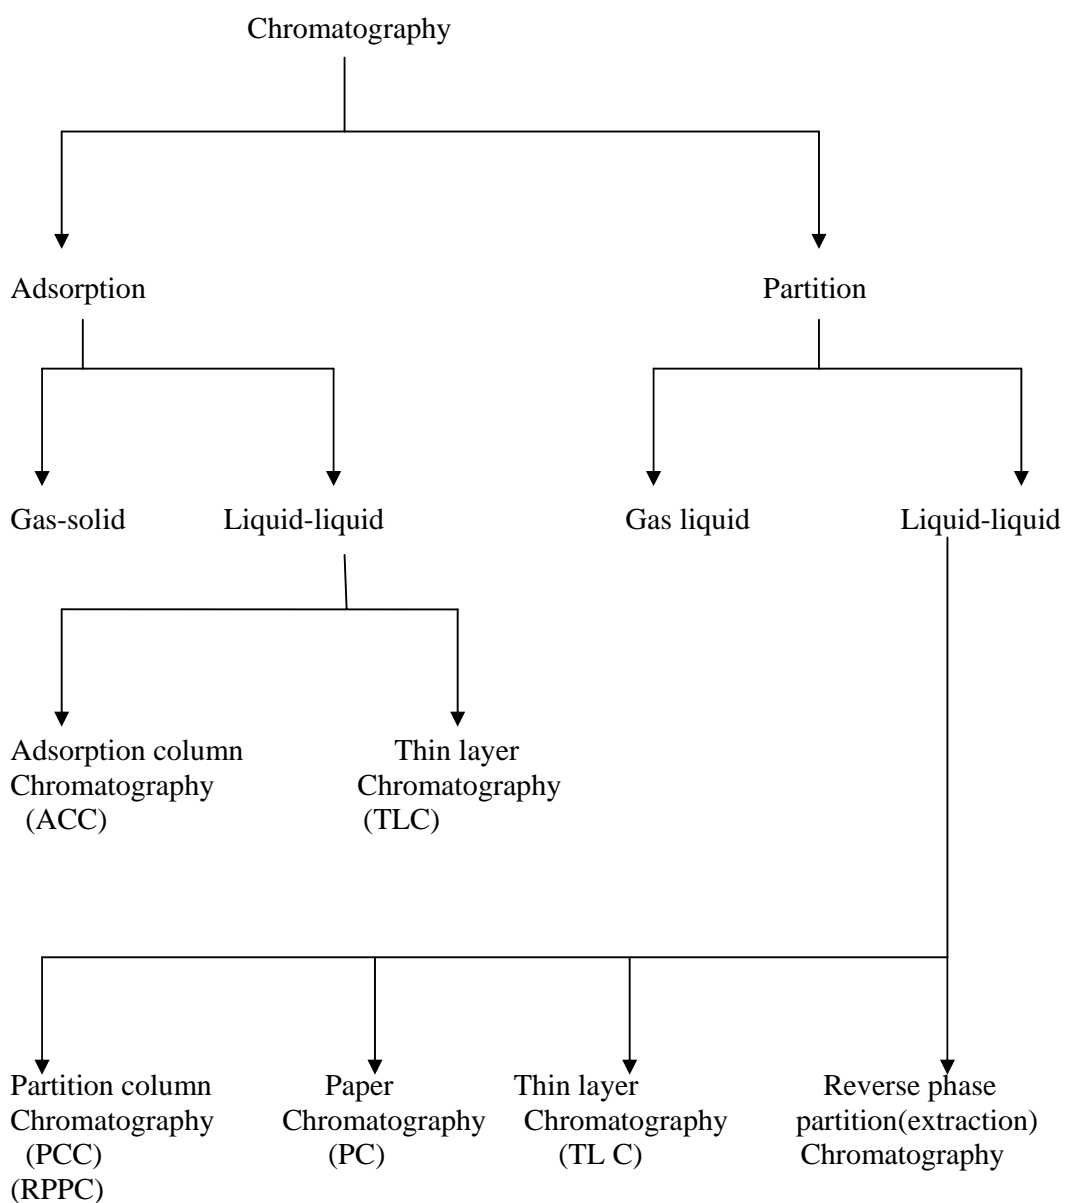 Chromatography
Adsorption
Partition
Gas-solid
Liquid-liquid
Gas liquid
Liquid-liquid
Adsorption column
Chromatography
(ACC)
Thin layer
Chromatography
(TLC)
Partition column
Chromatography
(PCC)
(RPPC)
Paper
Chromatography
(PC)
Thin layer
Chromatography
(TL C)
Reverse phase
partition(extraction)
Chromatography